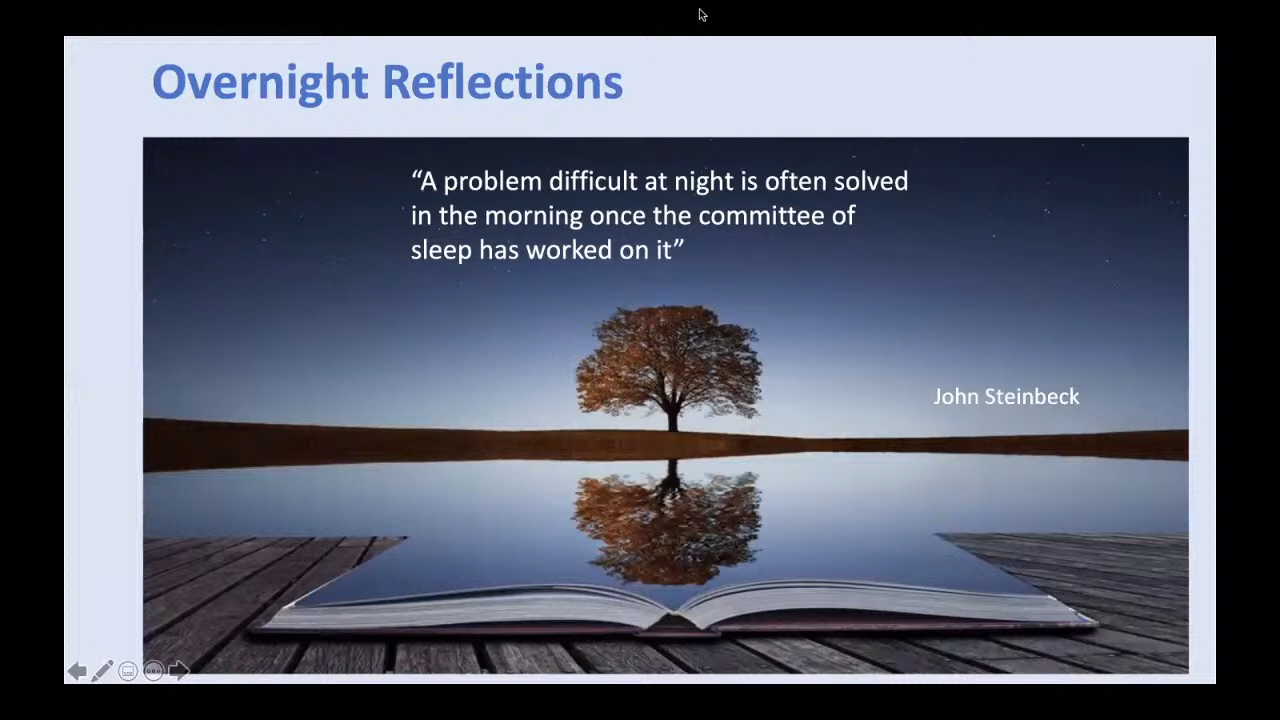 Overnight Reflections
“A problem difficult at night is often solved
in the morning once the committee of
sleep has worked on it”
John Steinbeck